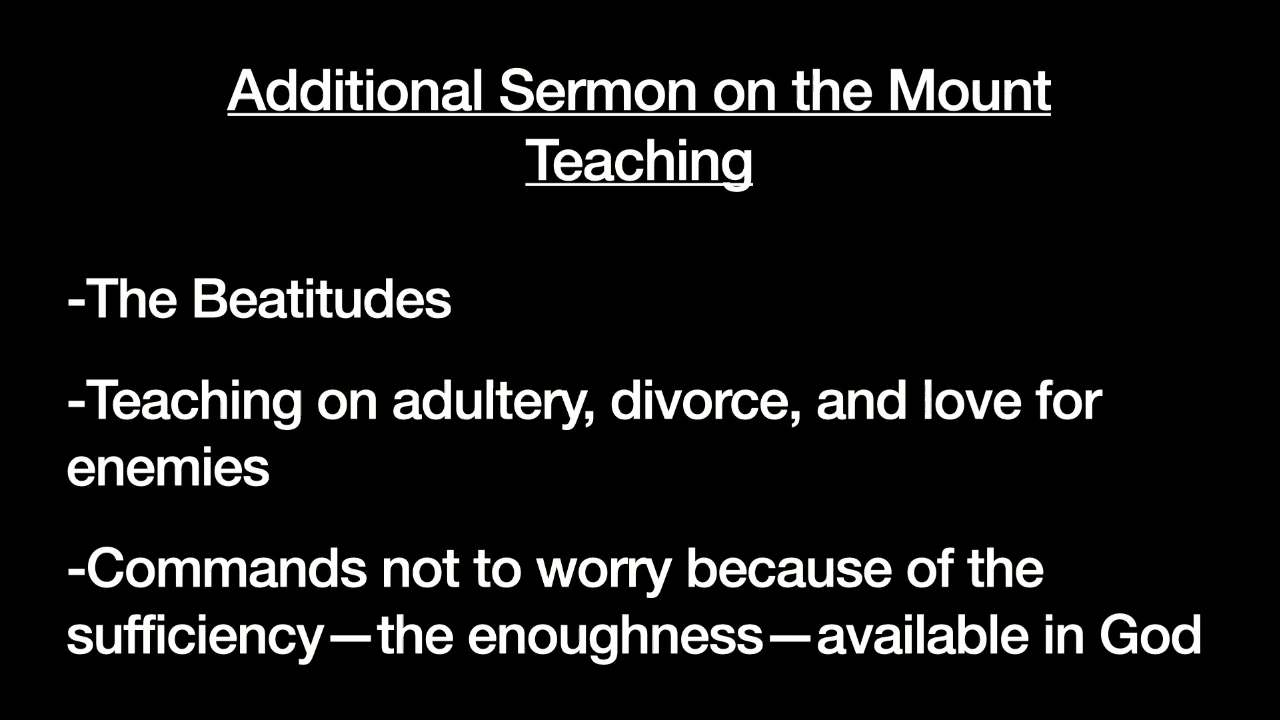 Additional Sermon on the Mount
Teaching
-The Beatitudes
-Teaching on adultery, divorce, and love for
enemies
-Commands not to worry because of the
sufficiency—the enoughness—available in God